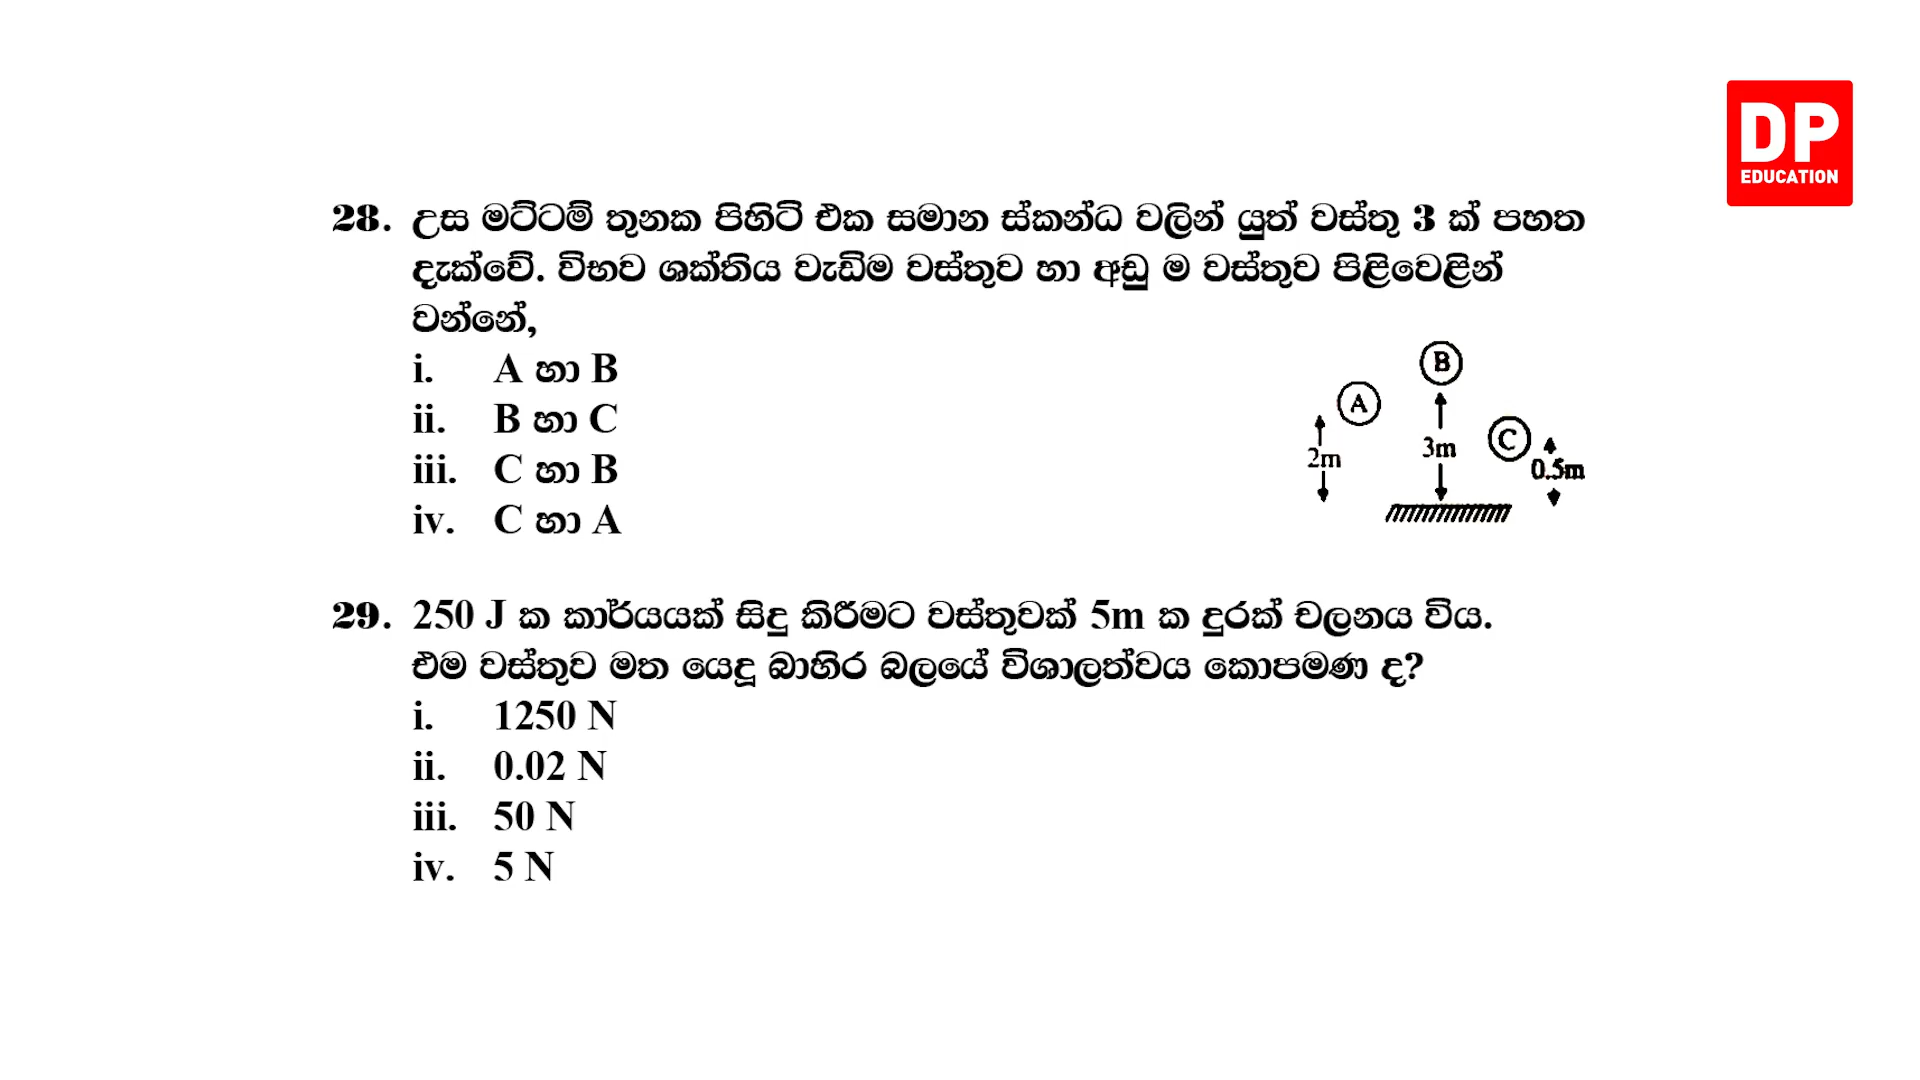 DP
EDUCATION
28. උස මට්ටම් තුනක පිහිටි එක සමාන ස්කන්ධ වලින් යුත් වස්තු 3 ක් පහත
දැක්වේ. විභව ශක්තිය වැඩිම වස්තුව හා අඩු ම වස්තුව පිළිවෙළින්
වන්නේ,
i. A හා B
ii. B හා C
iii. C හා B
iv. C හා A
B
A
C
2m
3m
0.5m
29. 250 J ක කාර්යයක් සිදු කිරීමට වස්තුවක් 5m ක දුරක් චලනය විය.
එම වස්තුව මත යෙදූ බාහිර බලයේ විශාලත්වය කොපමණ ද?
i. 1250 N
ii. 0.02 N
iii. 50 N
iv. 5 N